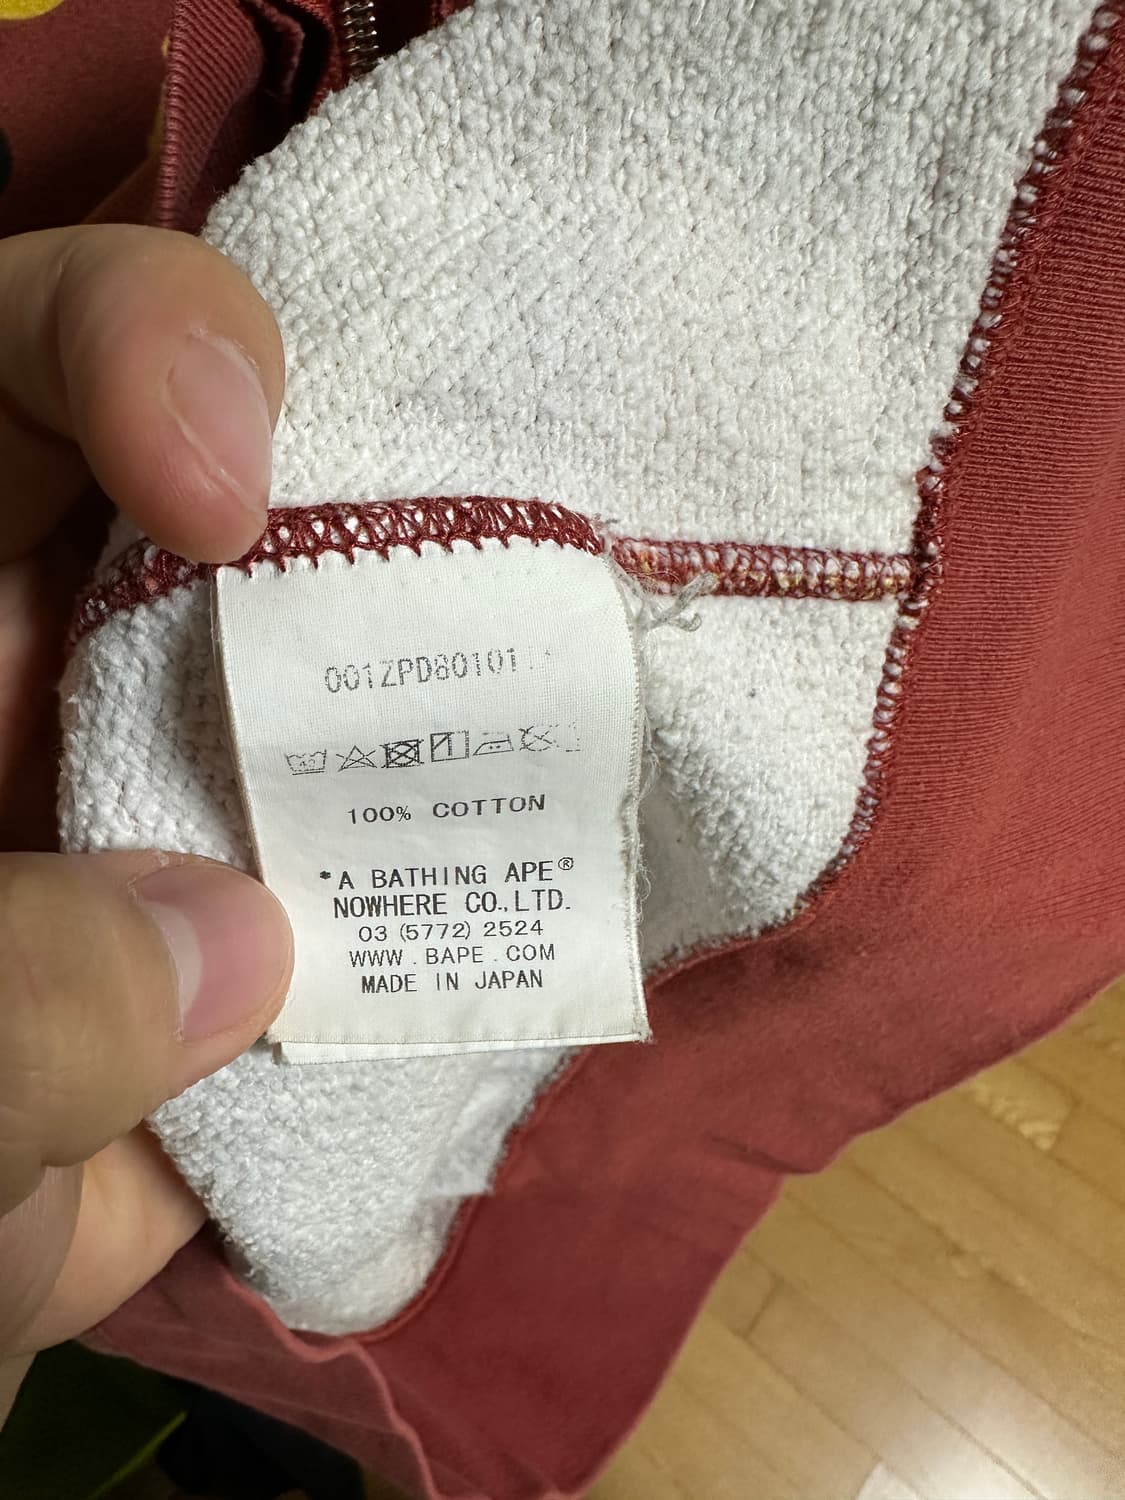 001ZPD80101
100% COTTON
*A BATHING APE®
NOWHERE CO.,LTD.
03 (5772) 2524
WWW.BAPE.COM
MADE IN JAPAN